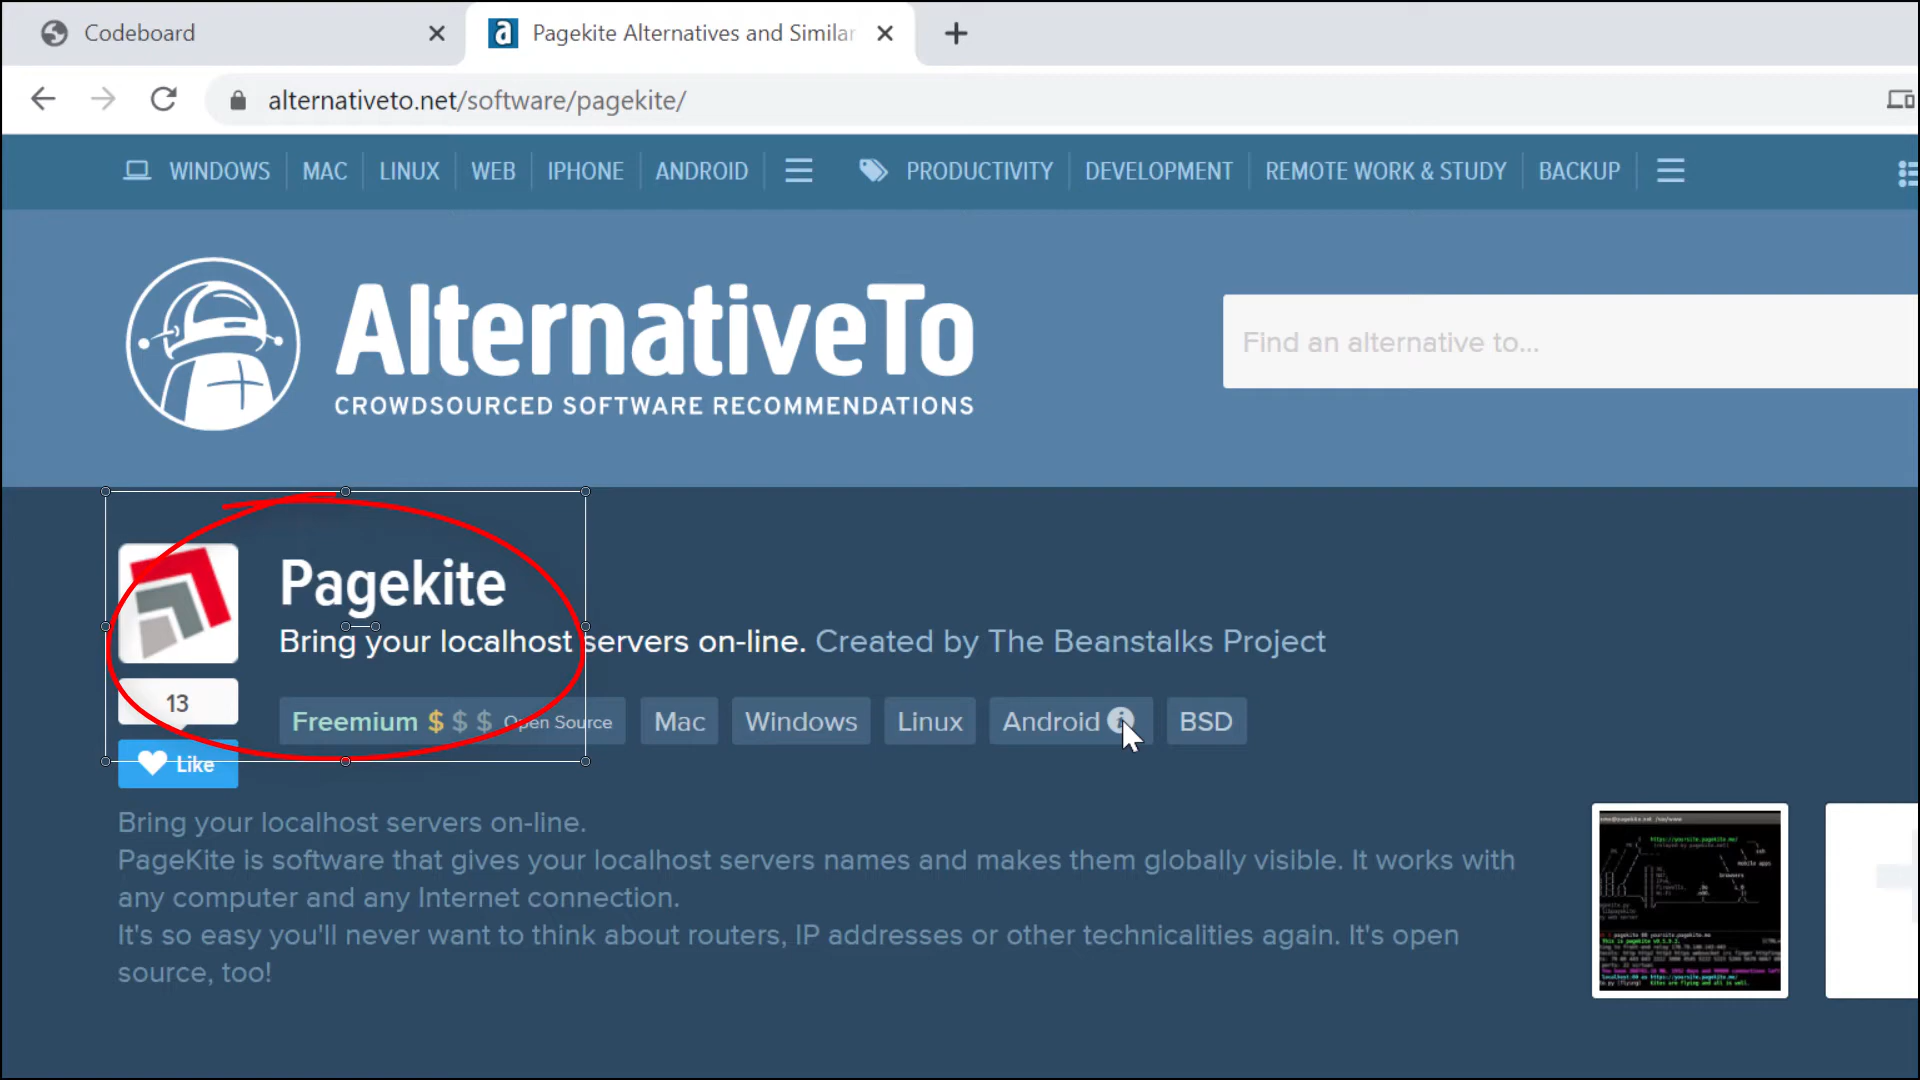 Codeboard
Pagekite Alternatives and Similar
alternativeto.net/software/pagekite/
WINDOWS MAC LINUX WEB IPHONE ANDROID PRODUCTIVITY DEVELOPMENT REMOTE WORK & STUDY BACKUP
AlternativeTo
CROWDSOURCED SOFTWARE RECOMMENDATIONS
Find an alternative to...
Pagekite
Bring your localhost servers on-line. Created by The Beanstalks Project
13
Freemium $ $ $ Open Source Mac Windows Linux Android BSD
Like
Bring your localhost servers on-line.
PageKite is software that gives your localhost servers names and makes them globally visible. It works with
any computer and any Internet connection.
It's so easy you'll never want to think about routers, IP addresses or other technicalities again. It's open
source, too!